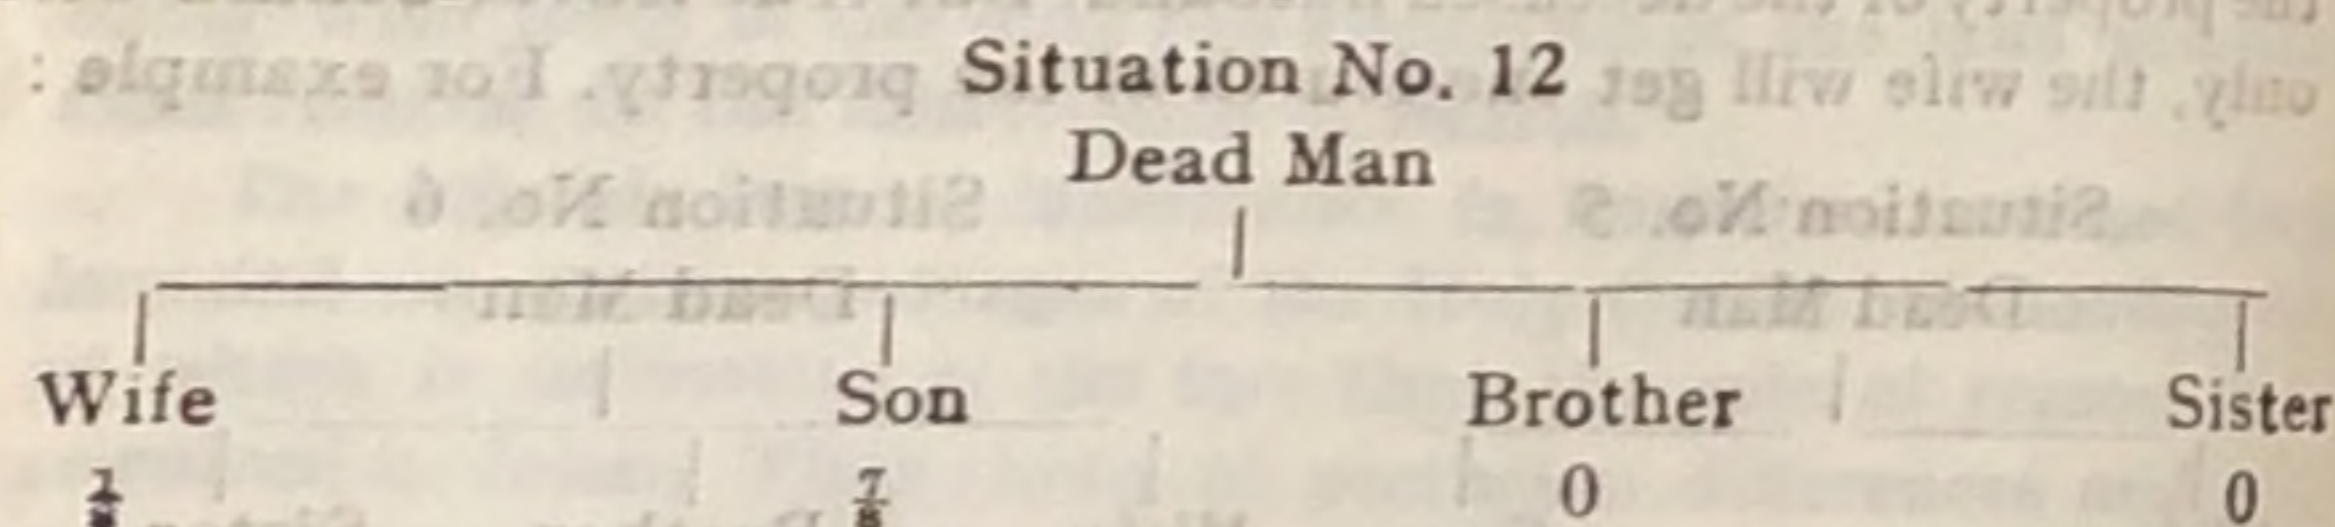 Situation No. 12
Dead Man
Wife Son Brother Sister
1/8 7/8 0 0